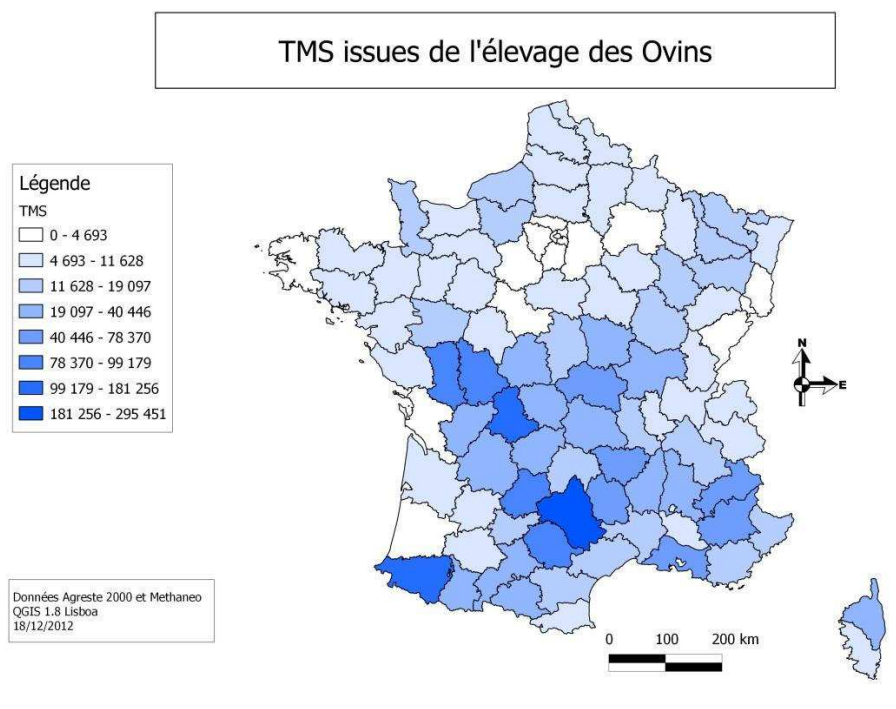 TMS issues de l'élevage des Ovins
Légende
TMS
0 - 4 693
4 693 - 11 628
11 628 - 19 097
19 097 - 40 446
40 446 - 78 370
78 370 - 99 179
99 179 - 181 256
181 256 - 295 451
N
E
Données Agreste 2000 et Methaneo
QGIS 1.8 Lisboa
18/12/2012
0 100 200 km